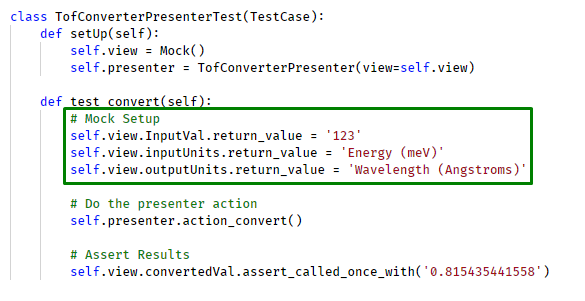 class TofConverterPresenterTest(TestCase):
    def setUp(self):
        self.view = Mock()
        self.presenter = TofConverterPresenter(view=self.view)

    def test_convert(self):
        # Mock Setup
        self.view.InputVal.return_value = '123'
        self.view.inputUnits.return_value = 'Energy (meV)'
        self.view.outputUnits.return_value = 'Wavelength (Angstroms)'

        # Do the presenter action
        self.presenter.action_convert()

        # Assert Results
        self.view.convertedVal.assert_called_once_with('0.815435441558')